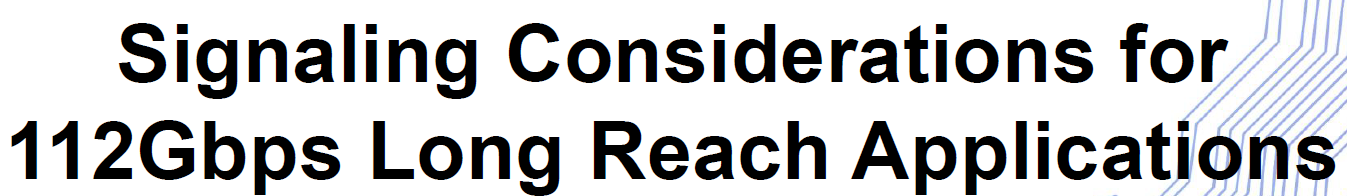 Signaling Considerations for
112Gbps Long Reach Applications